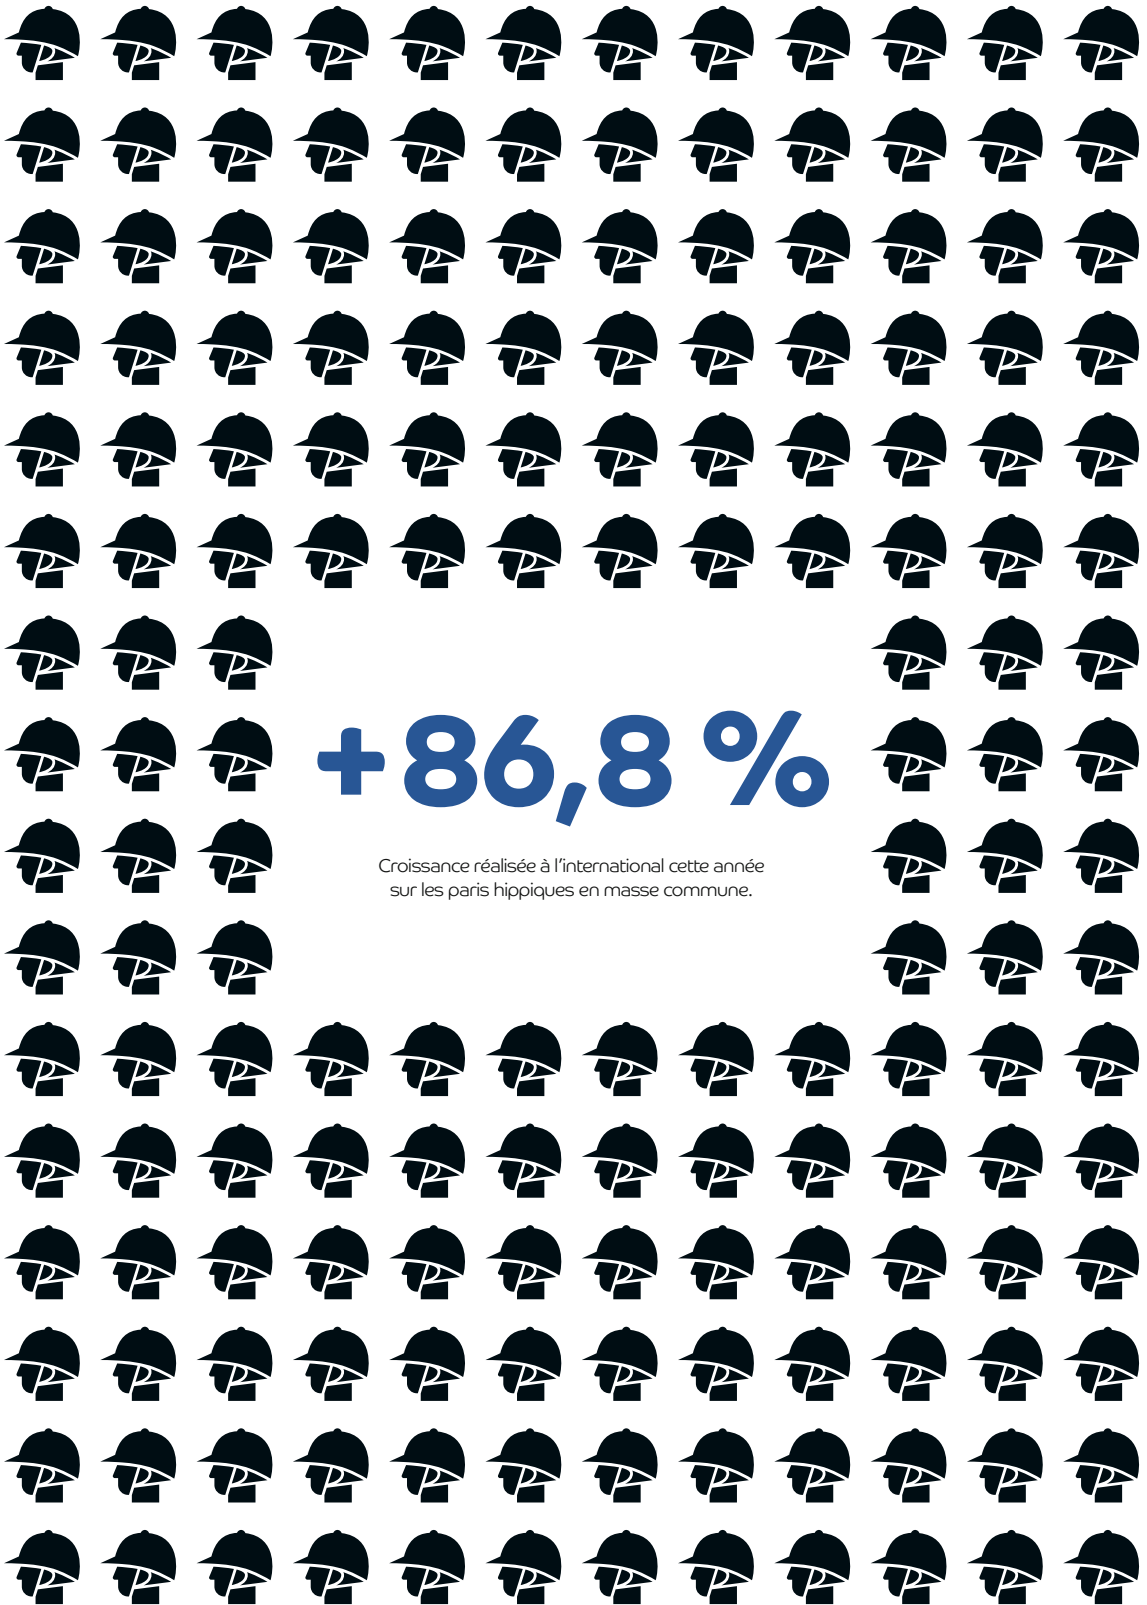 +86,8 %
Croissance réalisée à l'international cette année
sur les paris hippiques en masse commune.